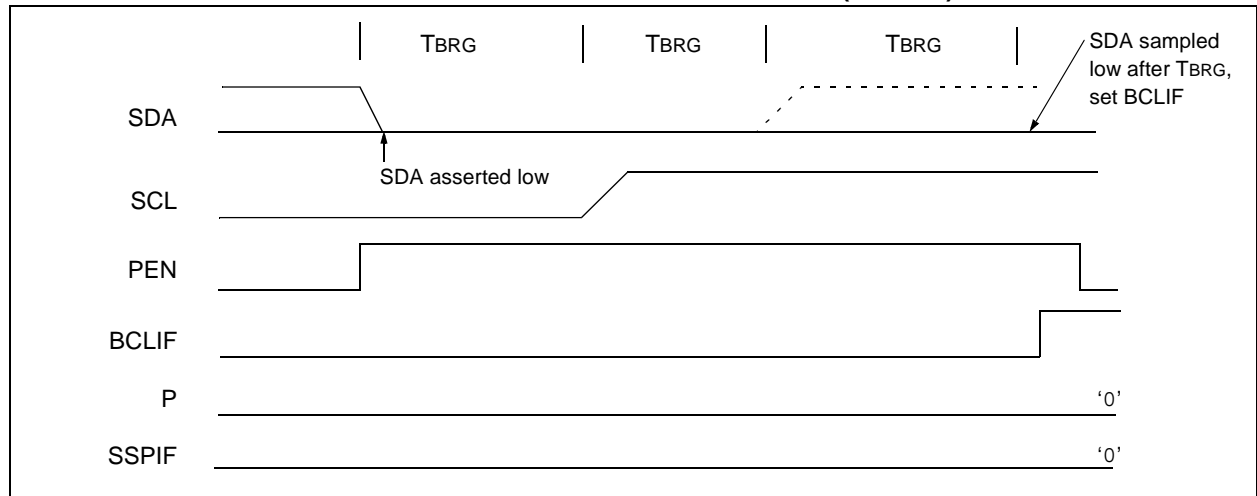 TBRG TBRG TBRG
SDA sampled
low after TBRG,
set BCLIF
SDA
SDA asserted low
SCL
PEN
BCLIF
P '0'
SSPIF '0'